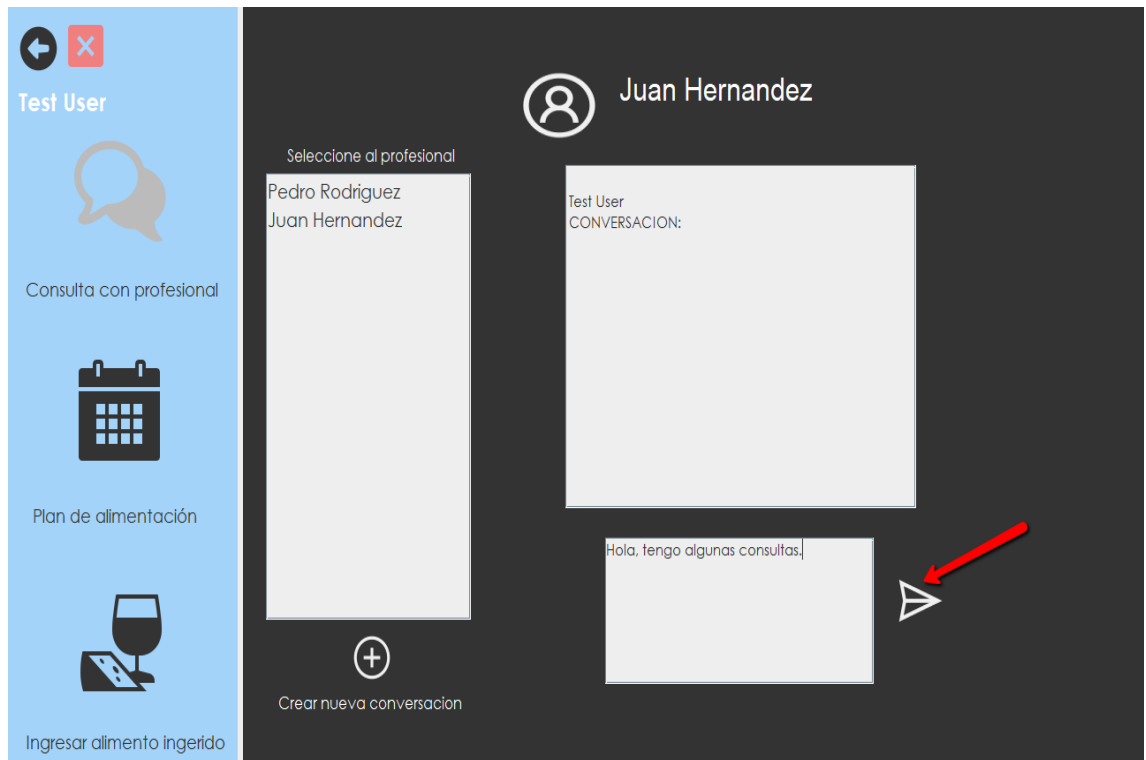 Test User
Consulta con profesional
Plan de alimentación
Ingresar alimento ingerido
Juan Hernandez
Seleccione al profesional
Pedro Rodriguez
Juan Hernandez
Crear nueva conversacion
Test User
CONVERSACION:
Hola, tengo algunas consultas.